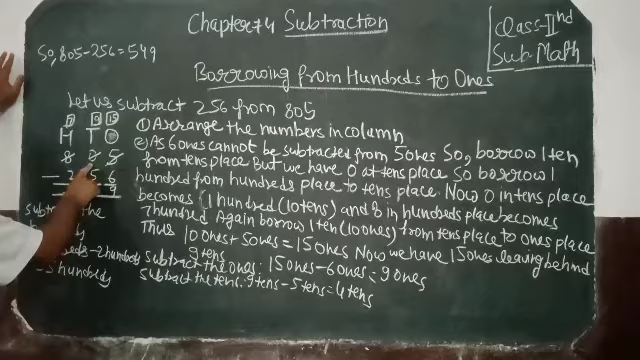 Chapter 4 Subtraction
Class-IInd
Sub-Math
So, 805-256=549
Borrowing from Hundreds to Ones
Let us subtract 256 from 805
7 9 15
H T O
8 0 5
- 2 5 6
9
① Arrange the numbers in column
② As 6 ones cannot be subtracted from 5 ones So, borrow 1 ten
from tens place But we have 0 at tens place So borrow 1
hundred from hundreds place to tens place. Now 0 in tens place
becomes 1 hundred (10 tens) and 8 in hundreds place becomes
7 hundred Again borrow 1 ten (10 ones) from tens place to ones place
Thus 10 ones + 5 ones = 15 ones Now we have 15 ones leaving behind
9 tens
subtract the ones: 15 ones - 6 ones = 9 ones
subtract the tens: 9 tens - 5 tens = 4 tens
subtract the
- 2 hundreds
hundreds